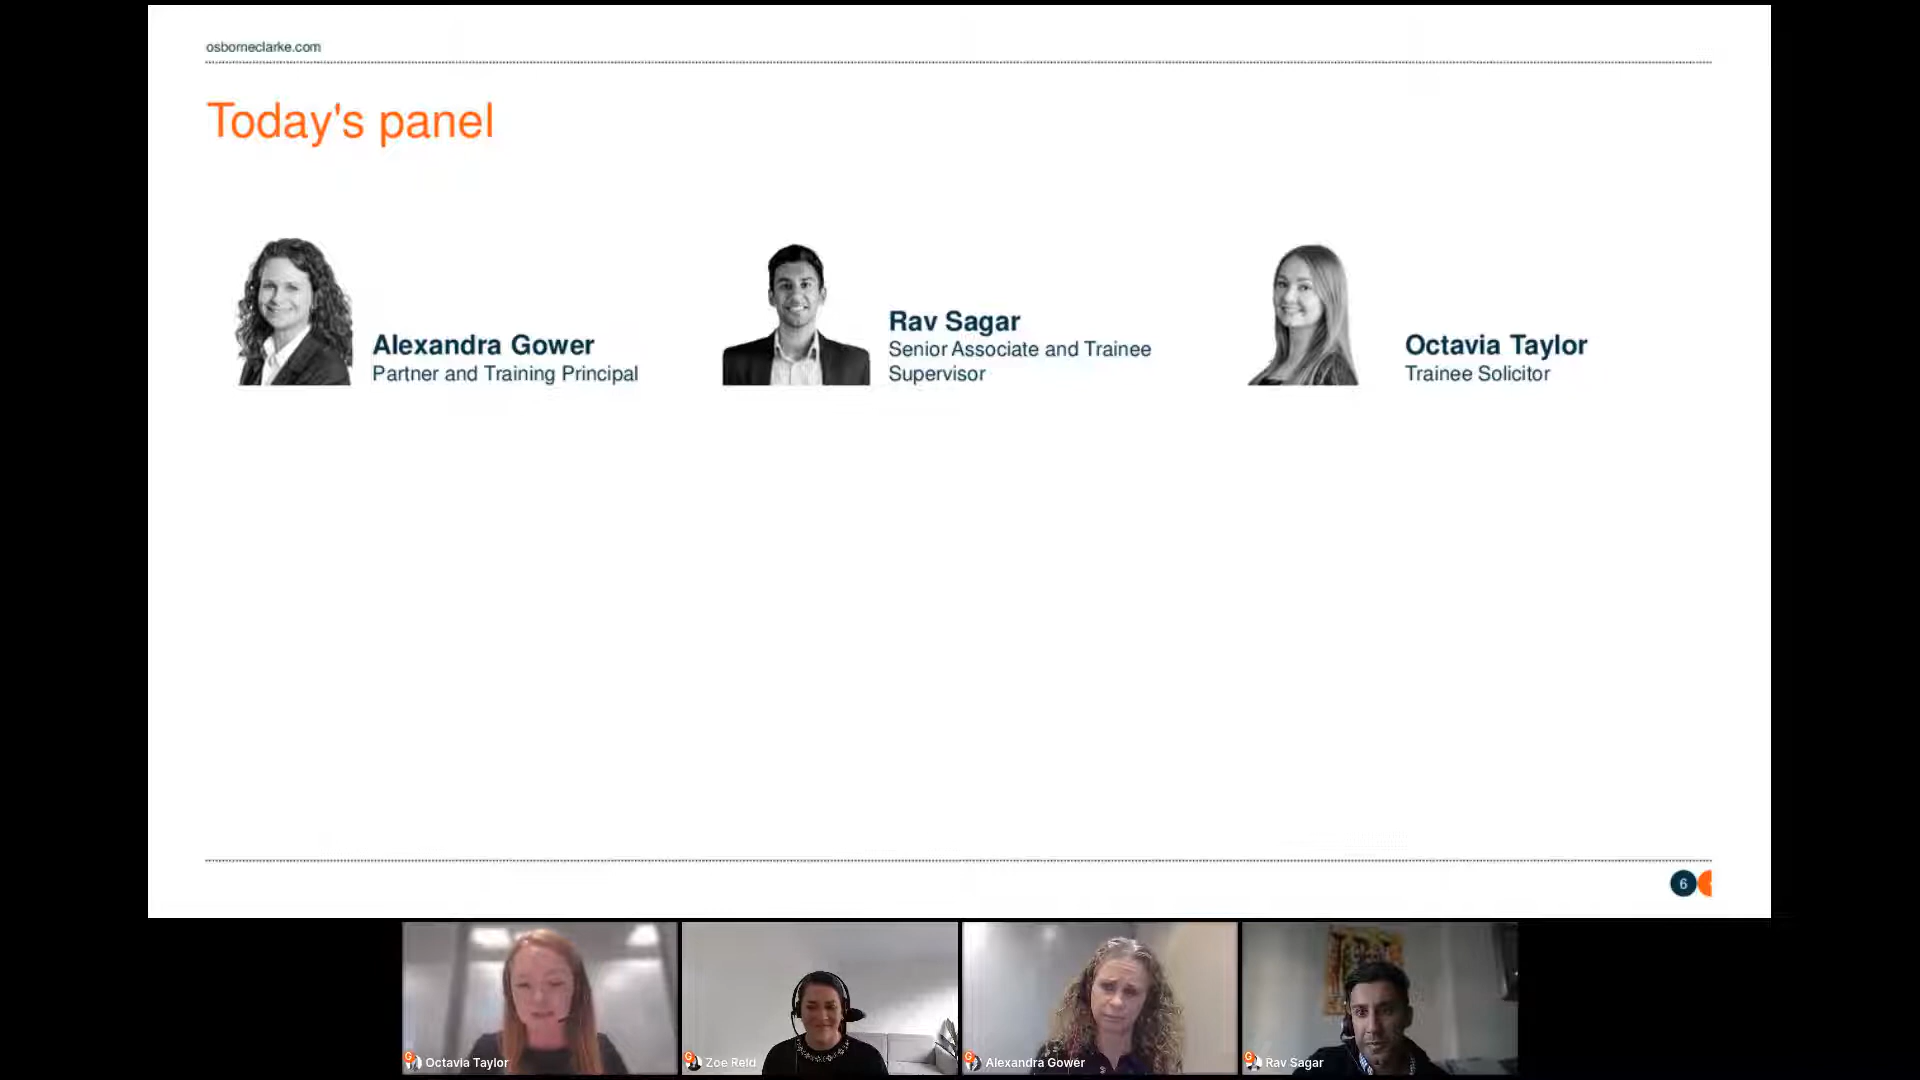 osborneclarke.com
Today's panel
Alexandra Gower
Partner and Training Principal
Rav Sagar
Senior Associate and Trainee
Supervisor
Octavia Taylor
Trainee Solicitor
6
Octavia Taylor
Zoe Reid
Alexandra Gower
Rav Sagar